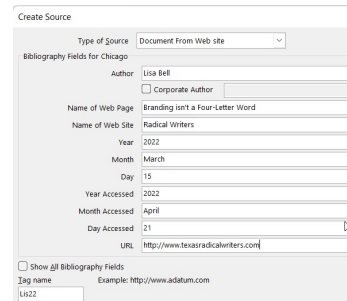 Create Source
Type of Source Document From Web site
Bibliography Fields for Chicago
Author Lisa Bell
Corporate Author
Name of Web Page Branding isn't a Four-Letter Word
Name of Web Site Radical Writers
Year 2022
Month March
Day 15
Year Accessed 2022
Month Accessed April
Day Accessed 21
URL http://www.texasradicalwriters.com
Show All Bibliography Fields
Tag name Example: http://www.adatum.com
Lis22